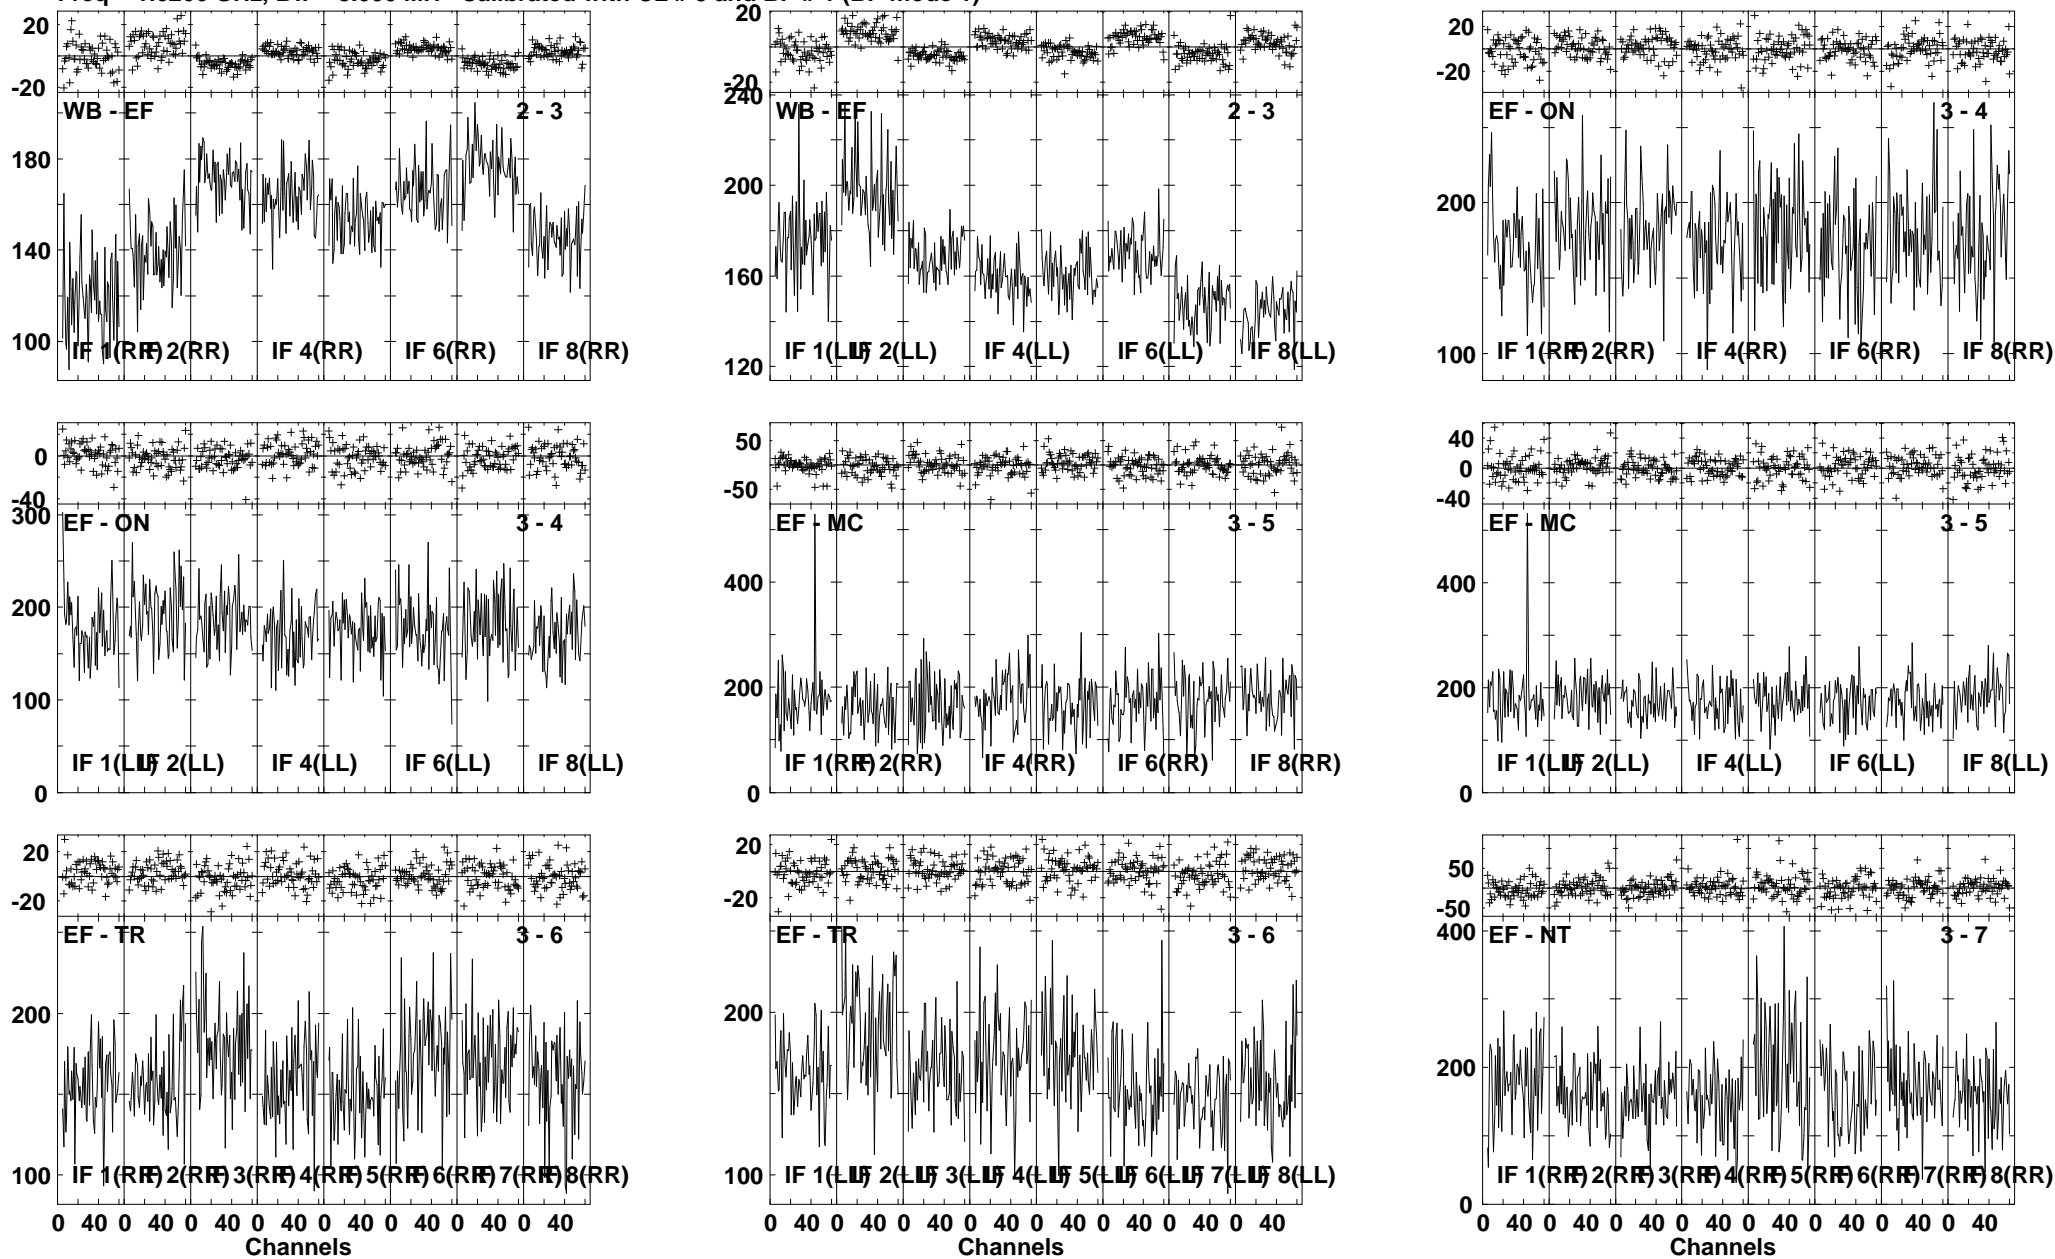 Freq = GHz, Bw = MH Calibrated with CL # and BP # 1 (BP mode 1)
20
-20
WB - EF 2 - 3
180
140
100
IF 1(RR) IF 2(RR) IF 4(RR) IF 6(RR) IF 8(RR)
20
-20
240
WB - EF 2 - 3
200
160
120
IF 1(LL) IF 2(LL) IF 4(LL) IF 6(LL) IF 8(LL)
20
-20
EF - ON 3 - 4
200
100
IF 1(RR) IF 2(RR) IF 4(RR) IF 6(RR) IF 8(RR)
0
-40
300
EF - ON 3 - 4
200
100
IF 1(LL) IF 2(LL) IF 4(LL) IF 6(LL) IF 8(LL)
0
50
-50
EF - MC 3 - 5
400
200
IF 1(RR) IF 2(RR) IF 4(RR) IF 6(RR) IF 8(RR)
0
40
0
-40
EF - MC 3 - 5
400
200
IF 1(LL) IF 2(LL) IF 4(LL) IF 6(LL) IF 8(LL)
0
20
-20
EF - TR 3 - 6
200
100
IF 1(RR) IF 2(RR) IF 3(RR) IF 4(RR) IF 5(RR) IF 6(RR) IF 7(RR) IF 8(RR)
0 40 0 40 0 40 0 40 0 40 0 40 0 40 0 40
Channels
20
-20
EF - TR 3 - 6
200
100
IF 1(LL) IF 2(LL) IF 3(LL) IF 4(LL) IF 5(LL) IF 6(LL) IF 7(LL) IF 8(LL)
0 40 0 40 0 40 0 40 0 40 0 40 0 40 0 40
Channels
50
-50
400
EF - NT 3 - 7
200
IF 1(RR) IF 2(RR) IF 3(RR) IF 4(RR) IF 5(RR) IF 6(RR) IF 7(RR) IF 8(RR)
0
0 40 0 40 0 40 0 40 0 40 0 40 0 40 0 40
Channels